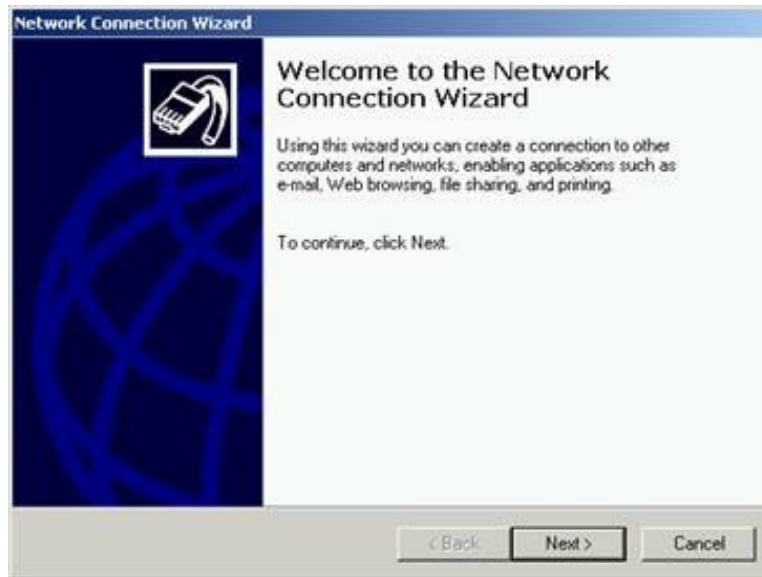 Network Connection Wizard
Welcome to the Network
Connection Wizard
Using this wizard you can create a connection to other
computers and networks, enabling applications such as
e-mail, Web browsing, file sharing, and printing.
To continue, click Next.
< Back
Next >
Cancel